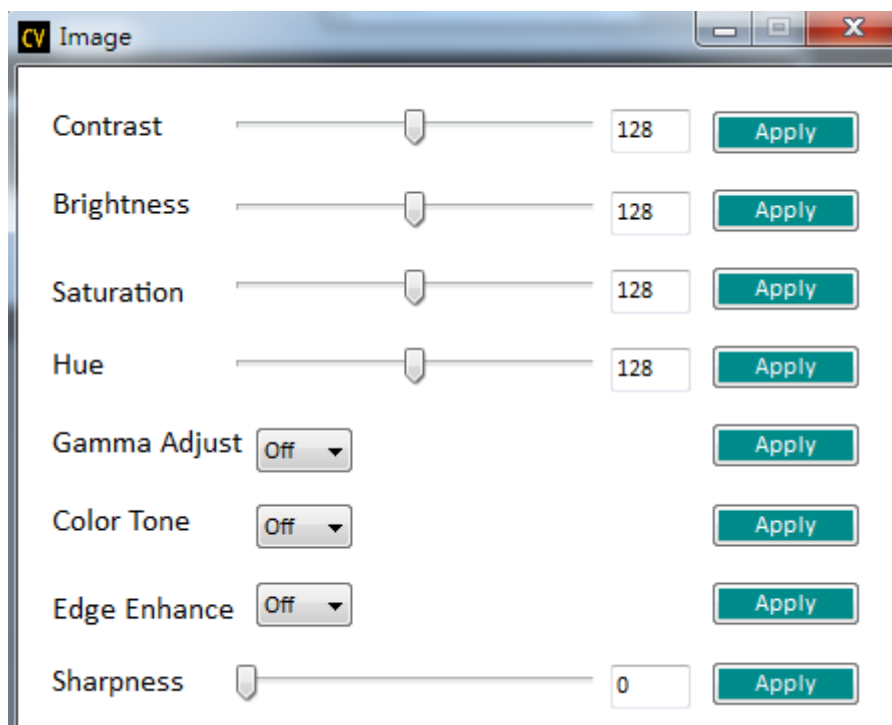 CV Image
Contrast 128 Apply
Brightness 128 Apply
Saturation 128 Apply
Hue 128 Apply
Gamma Adjust Off Apply
Color Tone Off Apply
Edge Enhance Off Apply
Sharpness 0 Apply